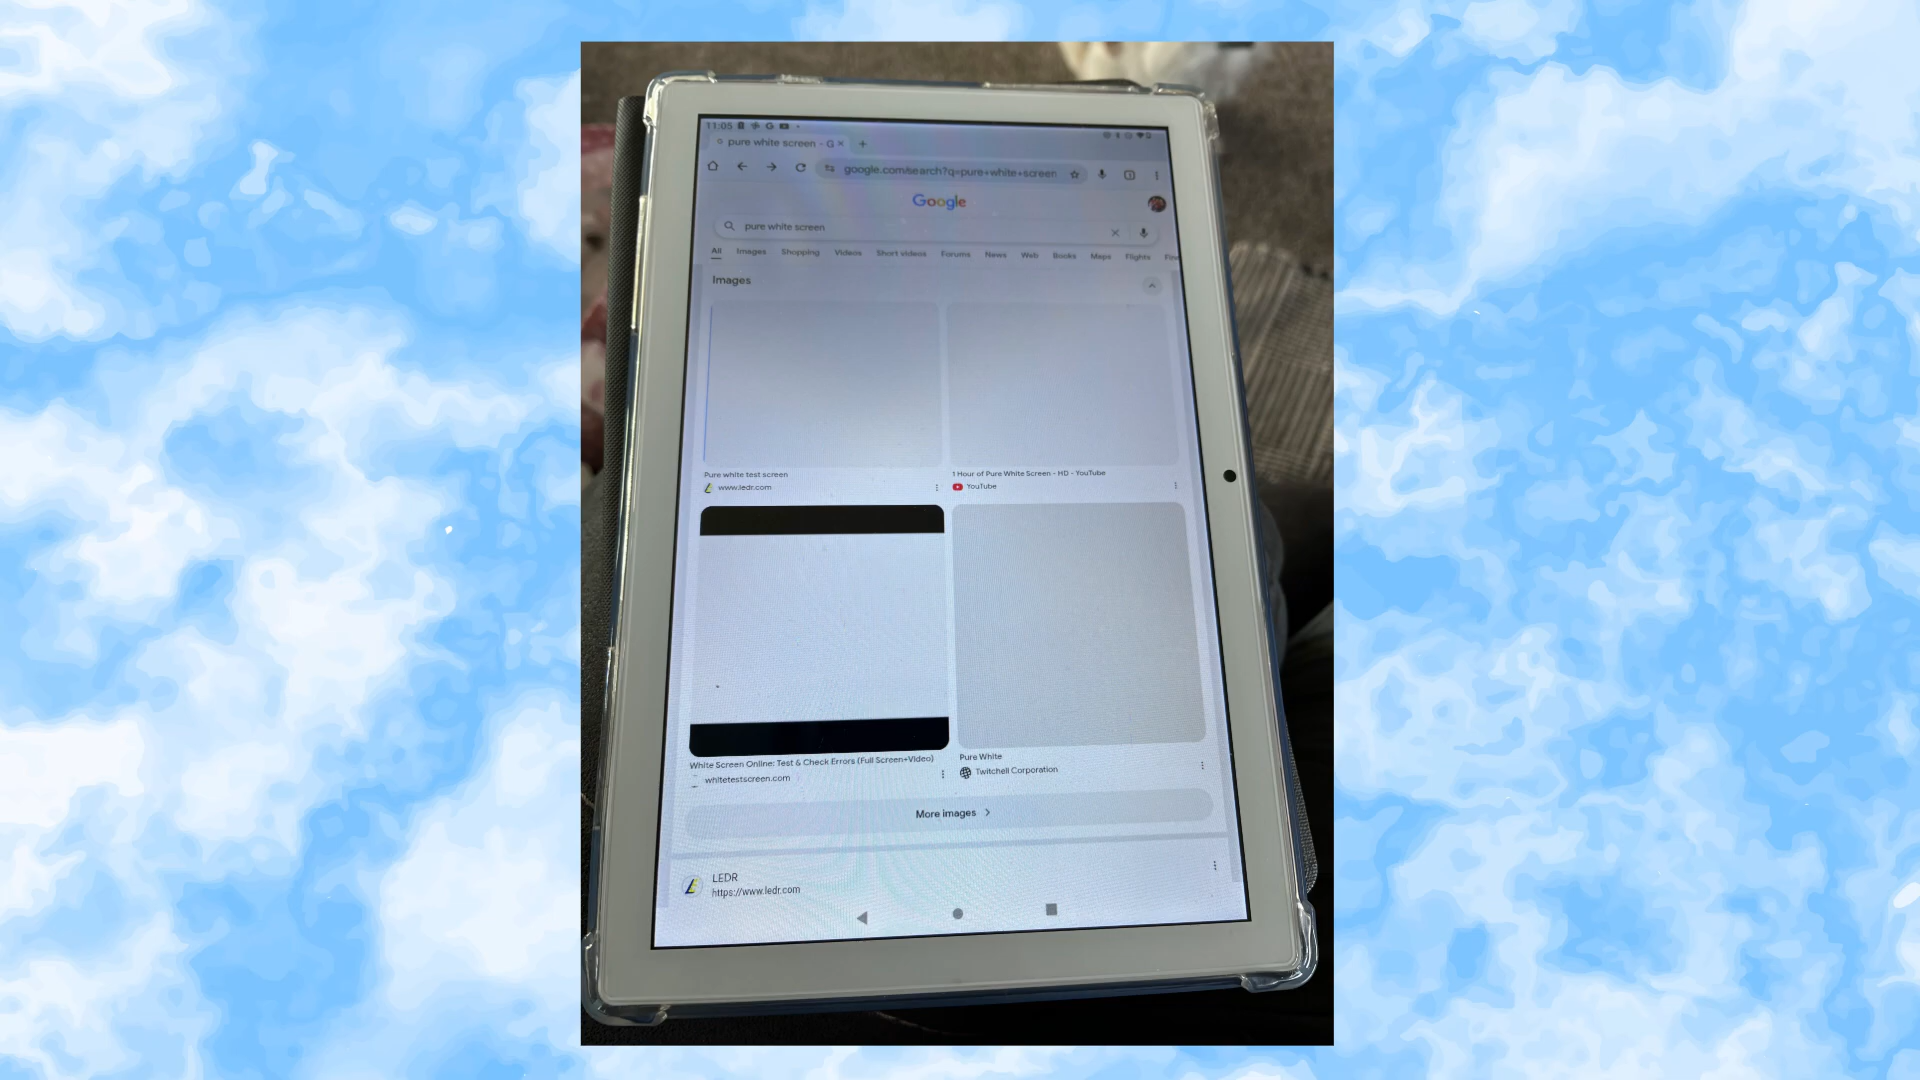 11:05
pure white screen - G
google.com/search?q=pure+white+screen
Google
pure white screen
All Images Shopping Videos Short videos Forums News Web Books Maps Flights
Images
Pure white test screen
www.ledr.com
1 Hour of Pure White Screen - HD - YouTube
YouTube
White Screen Online: Test & Check Errors (Full Screen+Video)
whitetestscreen.com
Pure White
Twitchell Corporation
More images
LEDR
https://www.ledr.com